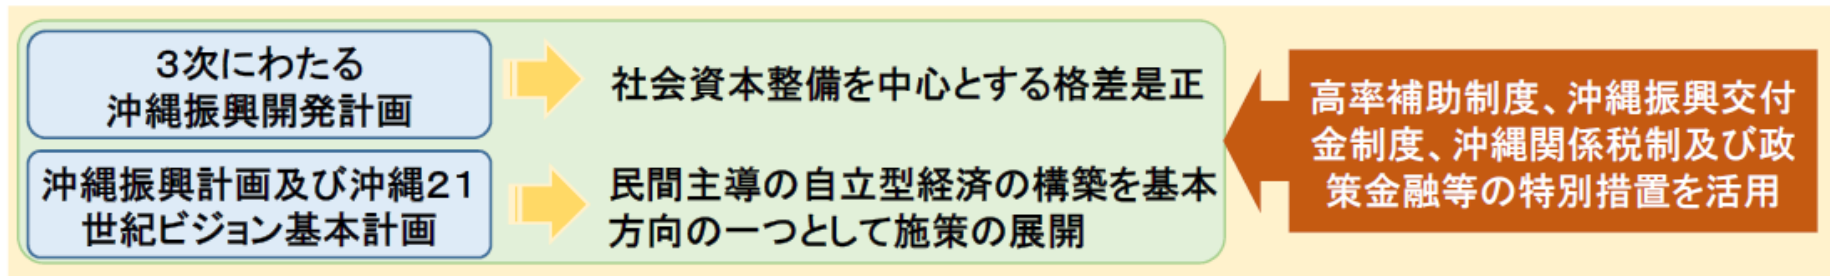 ３次にわたる
沖縄振興開発計画
社会資本整備を中心とする格差是正
沖縄振興計画及び沖縄２１
世紀ビジョン基本計画
民間主導の自立型経済の構築を基本
方向の一つとして施策の展開
高率補助制度、沖縄振興交付
金制度、沖縄関係税制及び政
策金融等の特別措置を活用